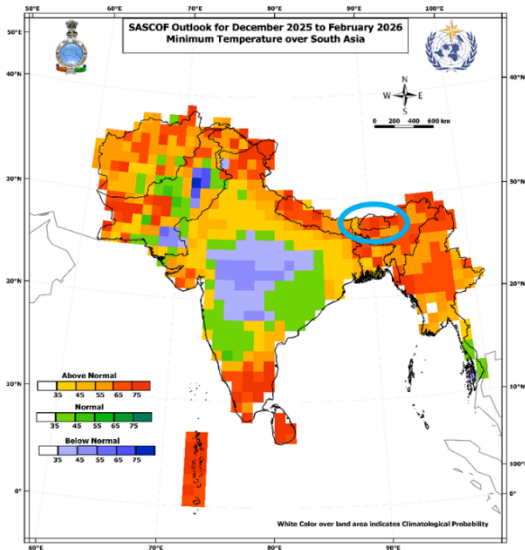 SASCOF Outlook for December 2025 to February 2026
Minimum Temperature over South Asia
50° 60° 70° 80° 90° 100°
50°N
40°N 40°N
30°N 30°N
20°N 20°N
10°N 10°N
0° 0°
N
W E
S
0 200 400 600 km
Above Normal
35 45 55 65 75
Normal
35 45 55 65 75
Below Normal
35 45 55 65 75
100°
White Color over land area indicates Climatological Probability
60°E 70°E 80°E 90°E